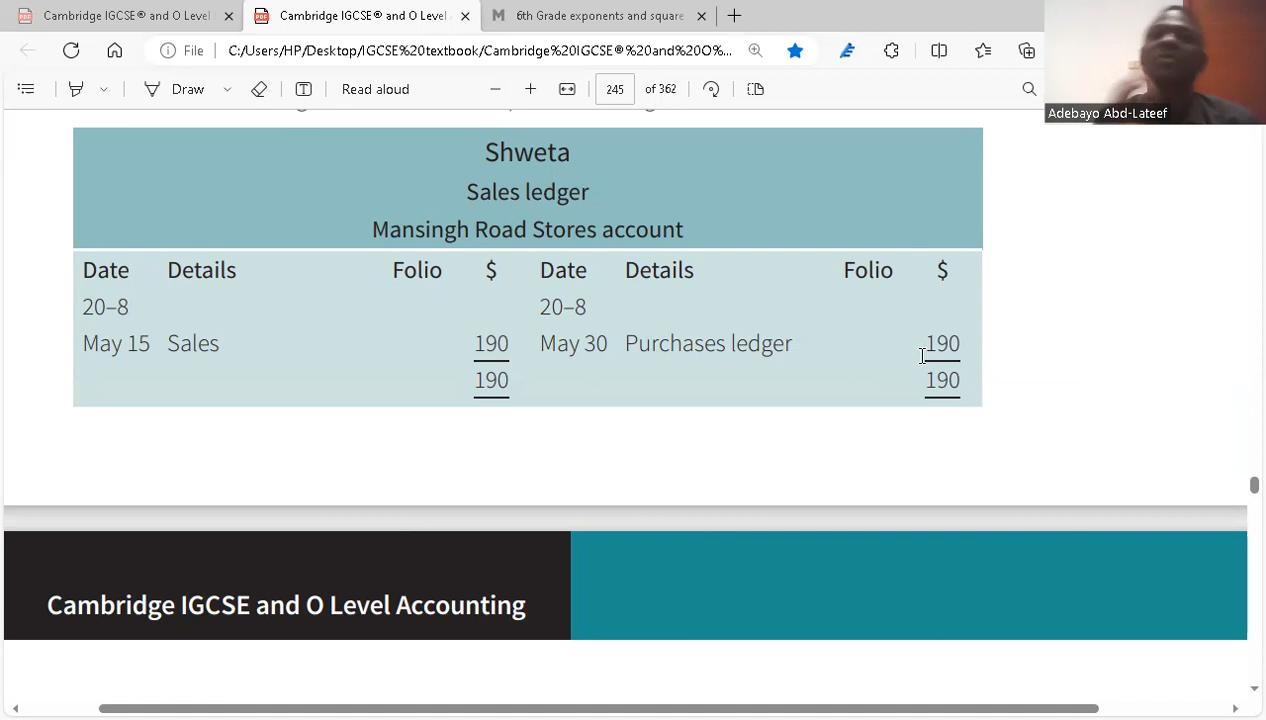 Cambridge IGCSE® and O Level
Cambridge IGCSE® and O Level
6th Grade exponents and square
File
C:/Users/HP/Desktop/IGCSE%20textbook/Cambridge%20IGCSE®%20and%20O%...
Draw
Read aloud
245
of 362
Adebayo Abd-Lateef
Shweta
Sales ledger
Mansingh Road Stores account
Date Details Folio $ Date Details Folio $
20–8 20–8
May 15 Sales 190 May 30 Purchases ledger 190
190 190
Cambridge IGCSE and O Level Accounting